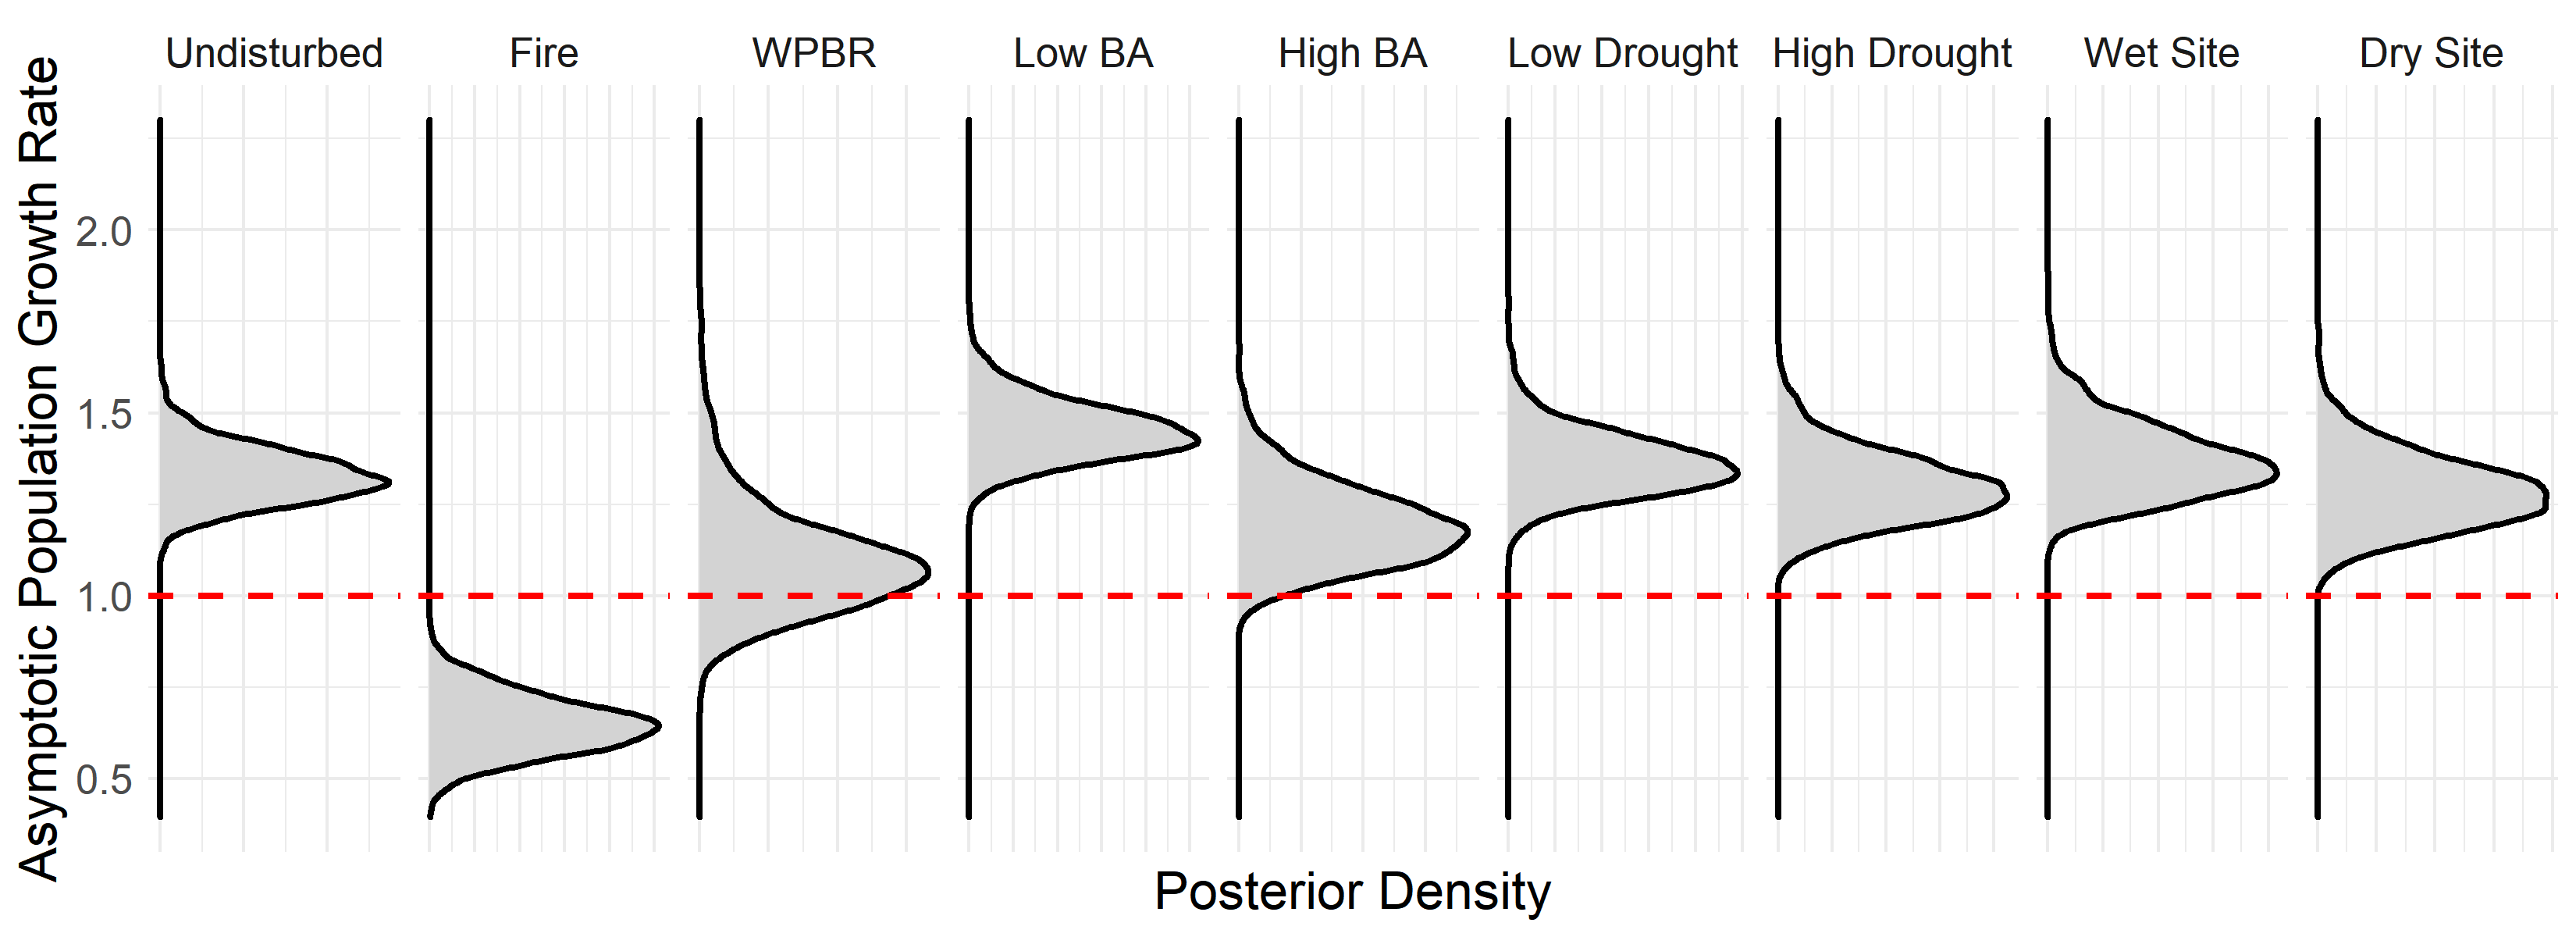 Undisturbed Fire WPBR Low BA High BA Low Drought High Drought Wet Site Dry Site
Asymptotic Population Growth Rate
2.0
1.5
1.0
0.5
Posterior Density